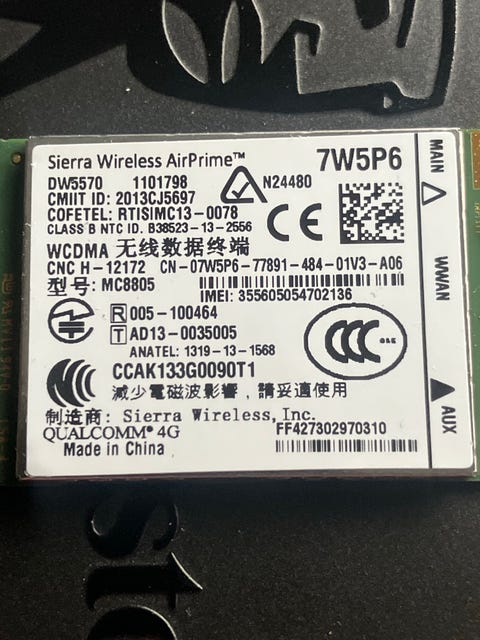 Sierra Wireless AirPrime™ 7W5P6
DW5570 1101798
N24480
CMIIT ID: 2013CJ5697
COFETEL: RTISIMC13-0078
CLASS B NTC ID. B38523-13-2556
CE
WCDMA 无线数据终端
CNC H-12172 CN-07W5P6-77891-484-01V3-A06
型号: MC8805
IMEI: 355605054702136
R 005-100464
T AD13-0035005
ANATEL: 1319-13-1568
CCC S&E
CCAK133G0090T1
減少電磁波影響,請妥適使用
制造商: Sierra Wireless, Inc.
QUALCOMM® 4G
FF427302970310
Made in China
MAIN
WWAN
AUX
sto